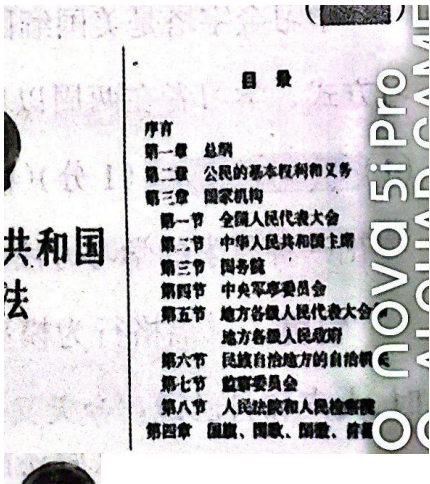 共和国
法
目 录
序言
第一章 总纲
第二章 公民的基本权利和义务
第三章 国家机构
第一节 全国人民代表大会
第二节 中华人民共和国主席
第三节 国务院
第四节 中央军事委员会
第五节 地方各级人民代表大会
地方各级人民政府
第六节 民族自治地方的自治机关
第七节 监察委员会
第八节 人民法院和人民检察院
第四章 国旗、国歌、国徽、首都
nova 5i Pro
AI QUAD CAME